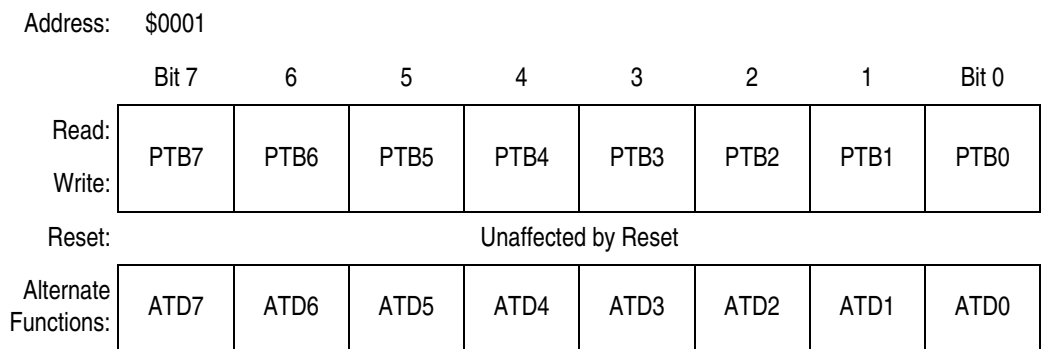 Address: $0001
Bit 7 6 5 4 3 2 1 Bit 0
Read:
PTB7 PTB6 PTB5 PTB4 PTB3 PTB2 PTB1 PTB0
Write:
Reset: Unaffected by Reset
Alternate
Functions: ATD7 ATD6 ATD5 ATD4 ATD3 ATD2 ATD1 ATD0